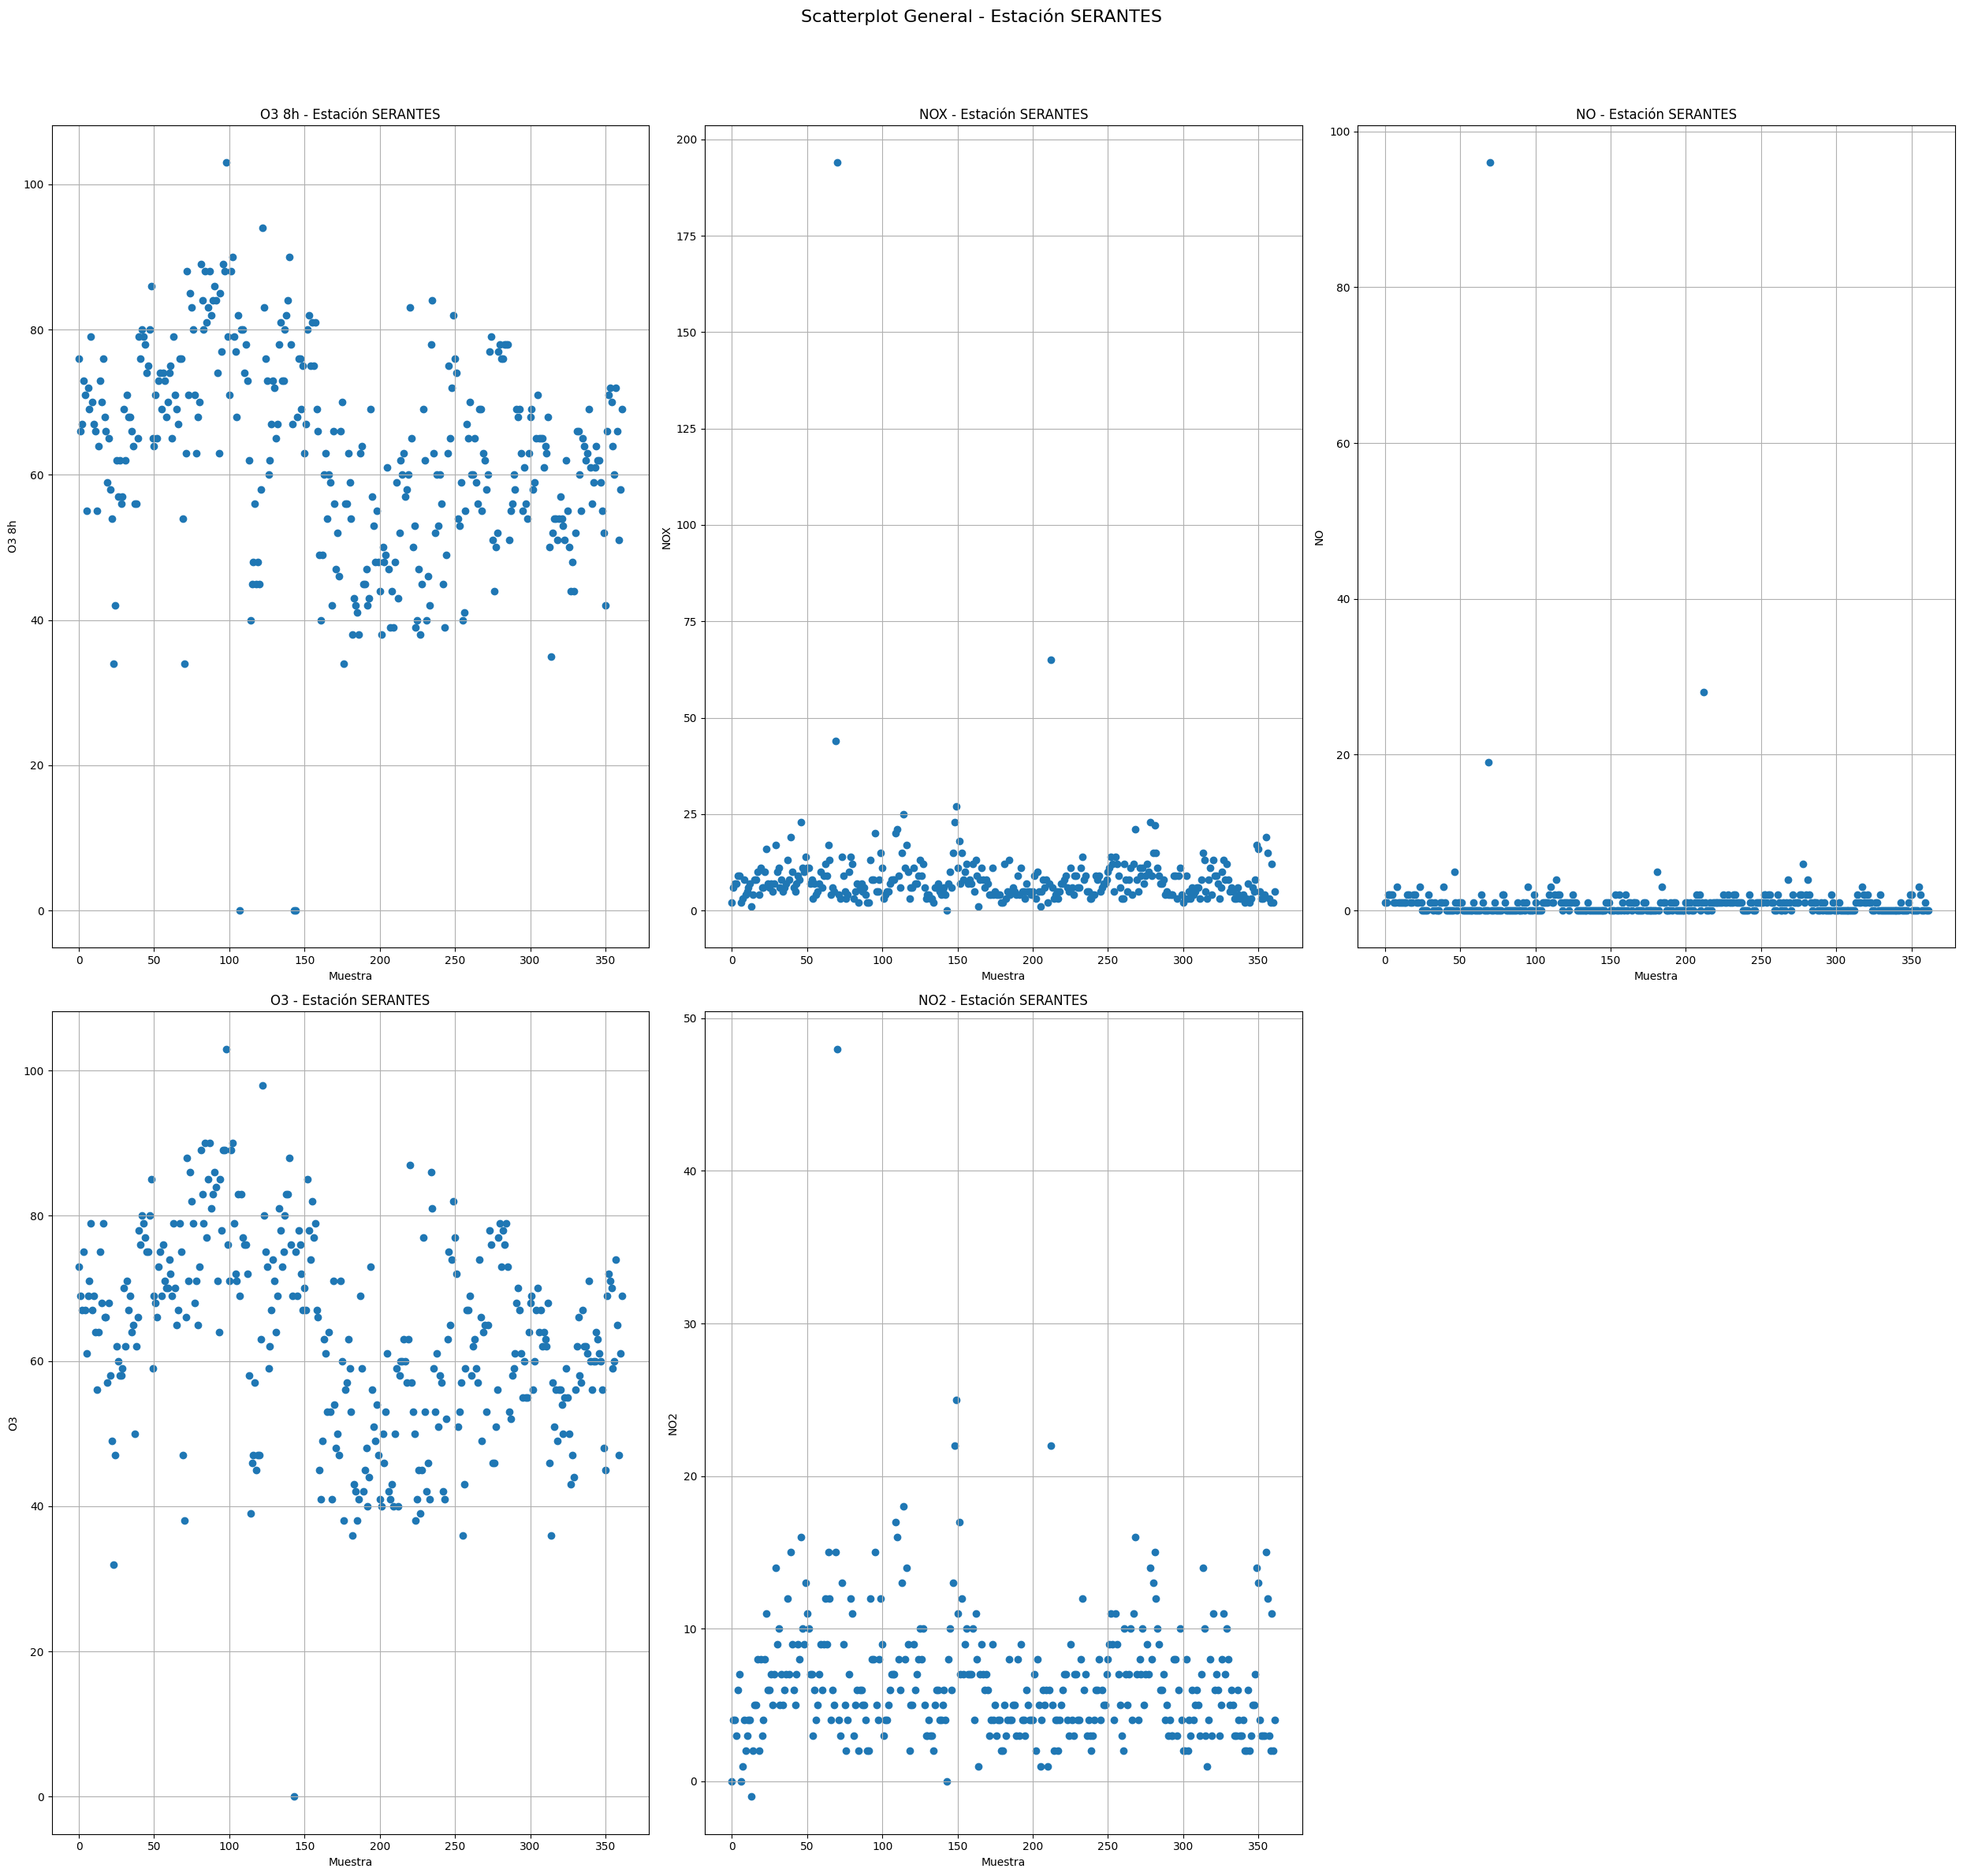 Scatterplot General - Estación SERANTES
O3 8h - Estación SERANTES
O3 8h
100
80
60
40
20
0
0 50 100 150 200 250 300 350
Muestra
NOX - Estación SERANTES
NOX
200
175
150
125
100
75
50
25
0
0 50 100 150 200 250 300 350
Muestra
NO - Estación SERANTES
NO
100
80
60
40
20
0
0 50 100 150 200 250 300 350
Muestra
O3 - Estación SERANTES
O3
100
80
60
40
20
0
0 50 100 150 200 250 300 350
Muestra
NO2 - Estación SERANTES
NO2
50
40
30
20
10
0
0 50 100 150 200 250 300 350
Muestra